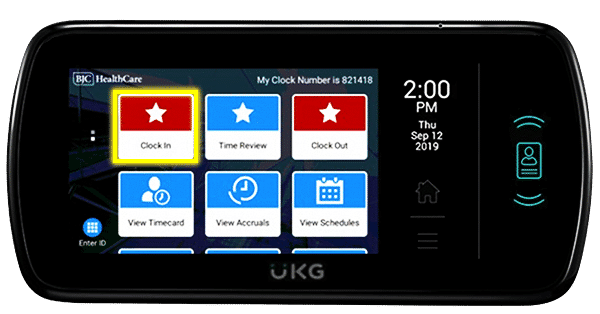 BJC HealthCare
My Clock Number is 821418
Clock In
Time Review
Clock Out
View Timecard
View Accruals
View Schedules
Enter ID
2:00
PM
Thu
Sep 12
2019
UKG